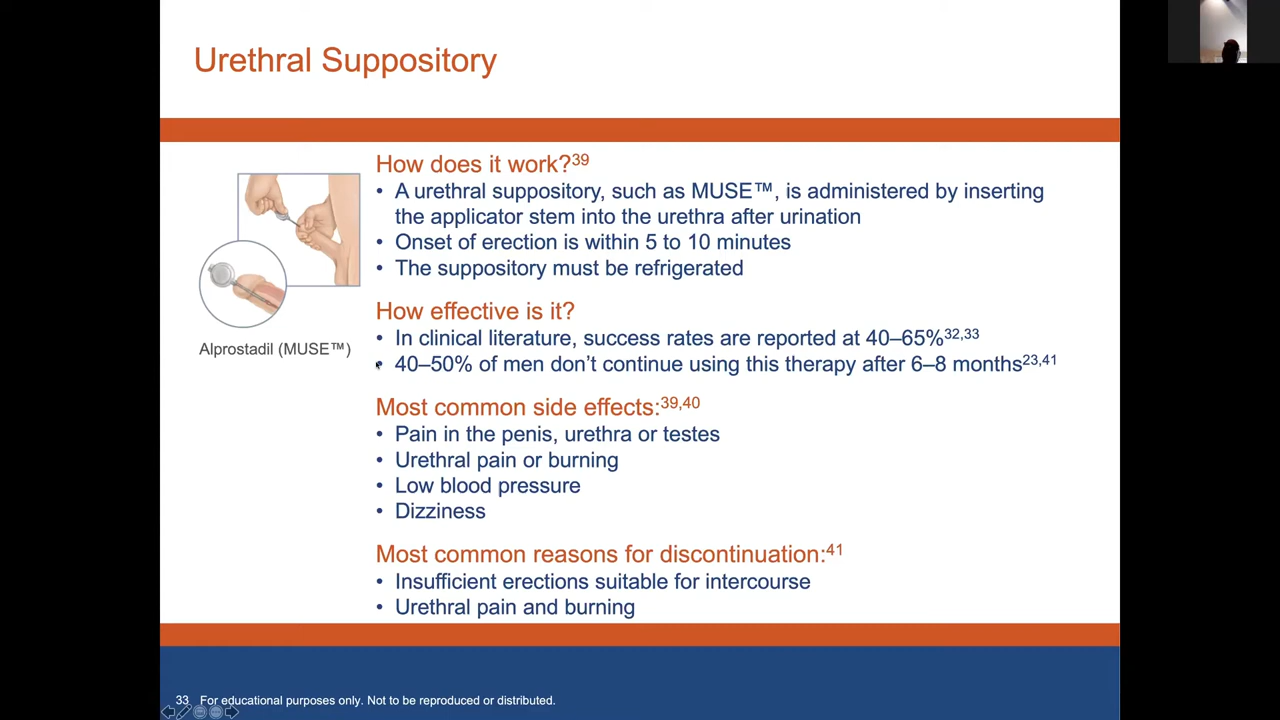 Urethral Suppository
How does it work?39
• A urethral suppository, such as MUSE™, is administered by inserting
the applicator stem into the urethra after urination
• Onset of erection is within 5 to 10 minutes
• The suppository must be refrigerated
Alprostadil (MUSE™)
How effective is it?
• In clinical literature, success rates are reported at 40–65%32,33
• 40–50% of men don’t continue using this therapy after 6–8 months23,41
Most common side effects:39,40
• Pain in the penis, urethra or testes
• Urethral pain or burning
• Low blood pressure
• Dizziness
Most common reasons for discontinuation:41
• Insufficient erections suitable for intercourse
• Urethral pain and burning
33 For educational purposes only. Not to be reproduced or distributed.